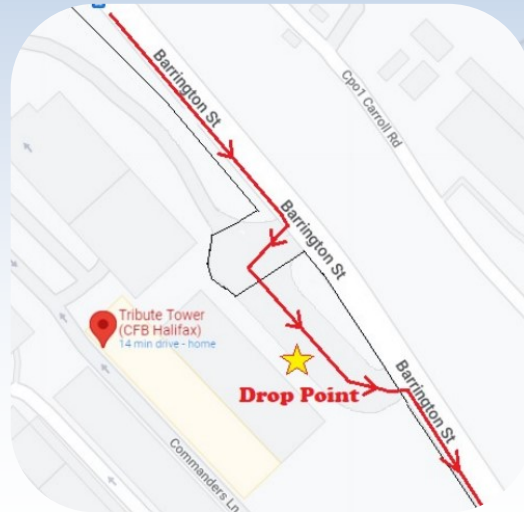 Barrington St
Cpo1 Carroll Rd
Barrington St
Tribute Tower
(CFB Halifax)
14 min drive - home
Drop Point
Barrington St
Commanders Ln